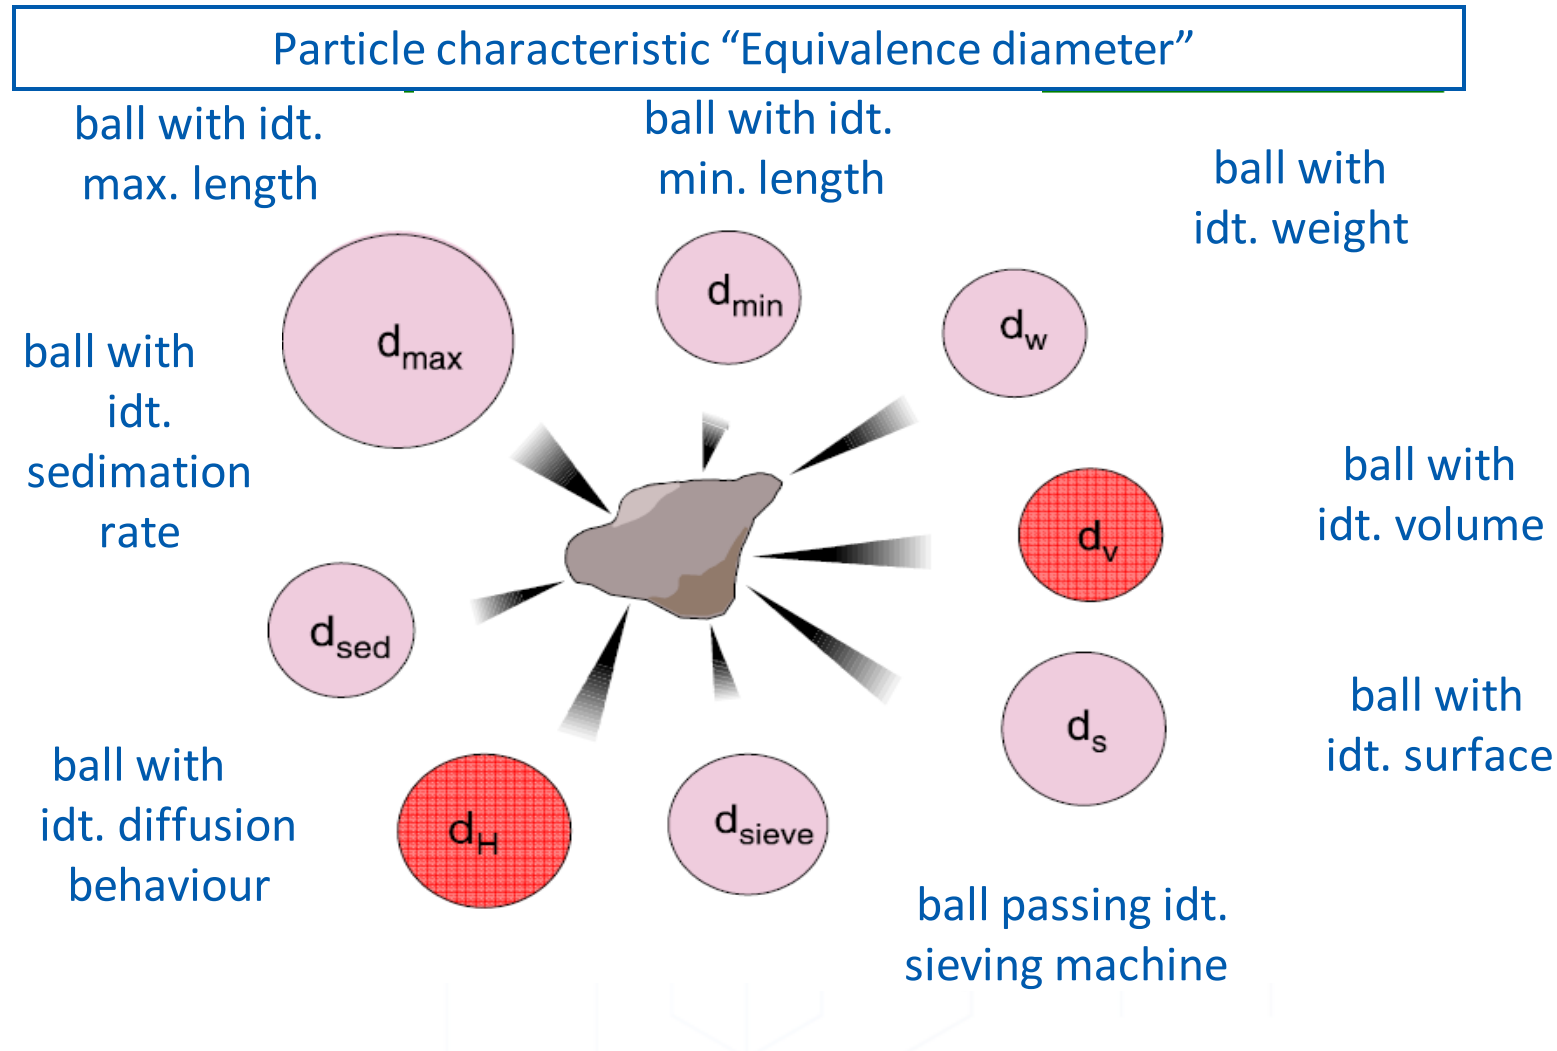 Particle characteristic “Equivalence diameter”
ball with idt.
max. length
ball with idt.
min. length
ball with
idt. weight
dmax
dmin
dw
ball with
idt.
sedimation
rate
ball with
idt. volume
dv
dsed
ds
ball with
idt. surface
ball with
idt. diffusion
behaviour
dH
dsieve
ball passing idt.
sieving machine